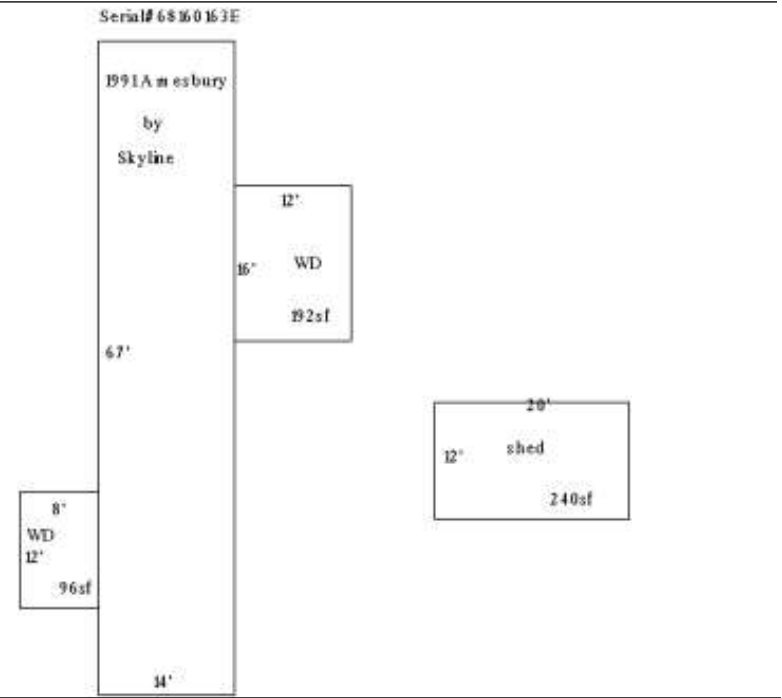 Serial# 68160163E
1991 Amesbury
by
Skyline
12'
16'
WD
192sf
67'
20'
12'
shed
240sf
8'
WD
12'
96sf
14'